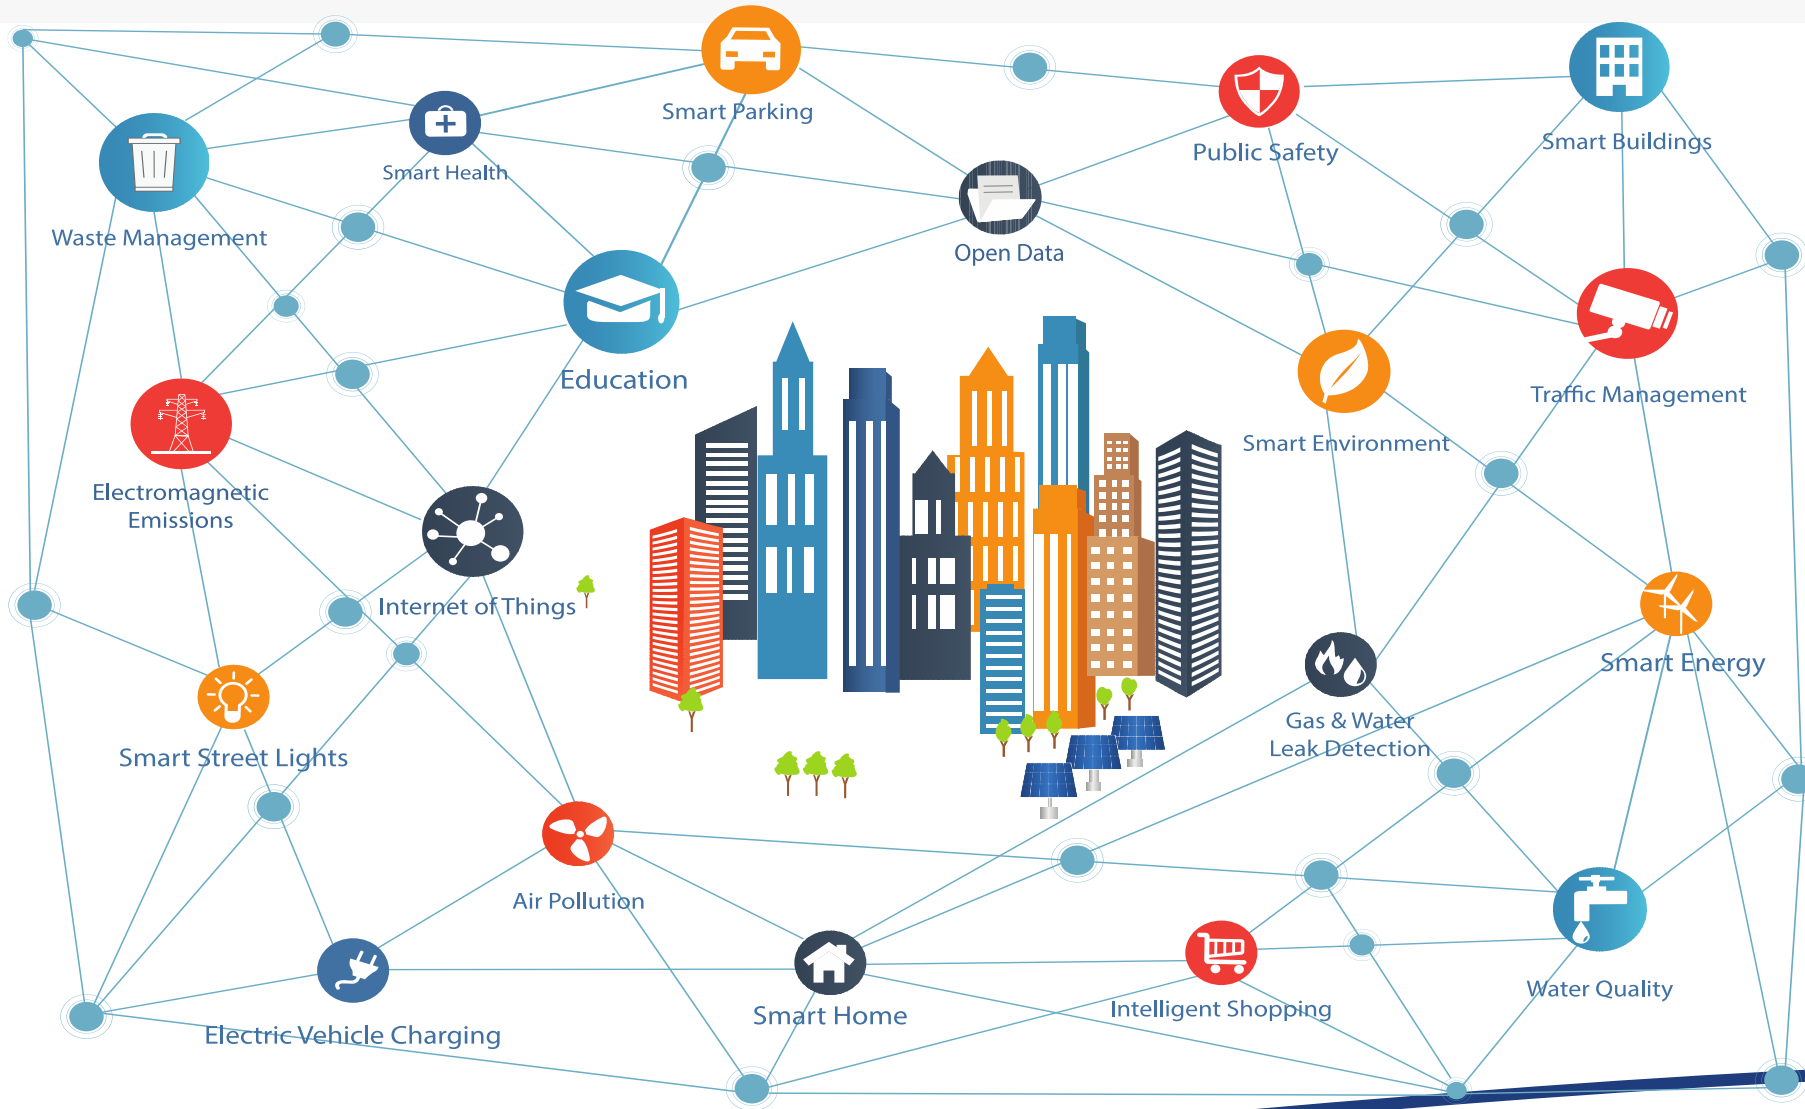 Smart Parking
Smart Buildings
Public Safety
Smart Health
Waste Management
Open Data
Education
Traffic Management
Smart Environment
Electromagnetic
Emissions
Internet of Things
Smart Energy
Gas & Water
Leak Detection
Smart Street Lights
Air Pollution
Water Quality
Intelligent Shopping
Smart Home
Electric Vehicle Charging